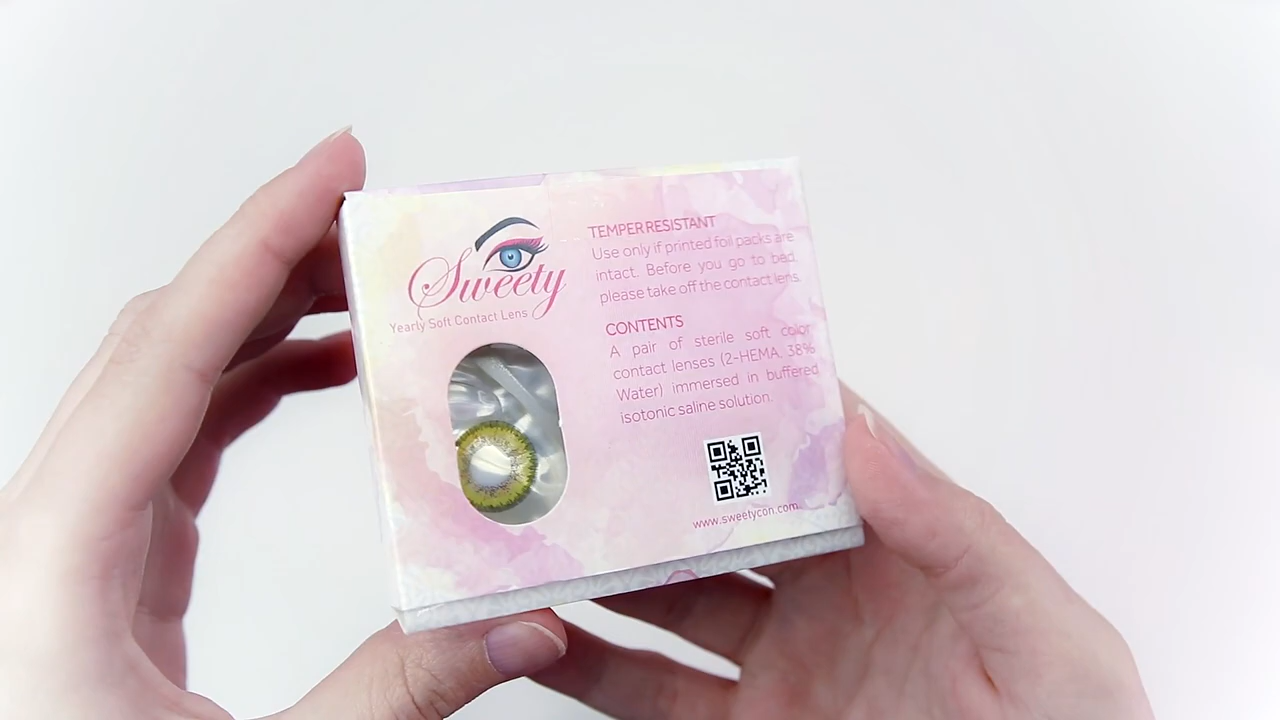 Sweety
Yearly Soft Contact Lens
TEMPER RESISTANT
Use only if printed foil packs are
intact. Before you go to bed,
please take off the contact lens.
CONTENTS
A pair of sterile soft color
contact lenses (2-HEMA, 38%
Water) immersed in buffered
isotonic saline solution.
www.sweetycon.com